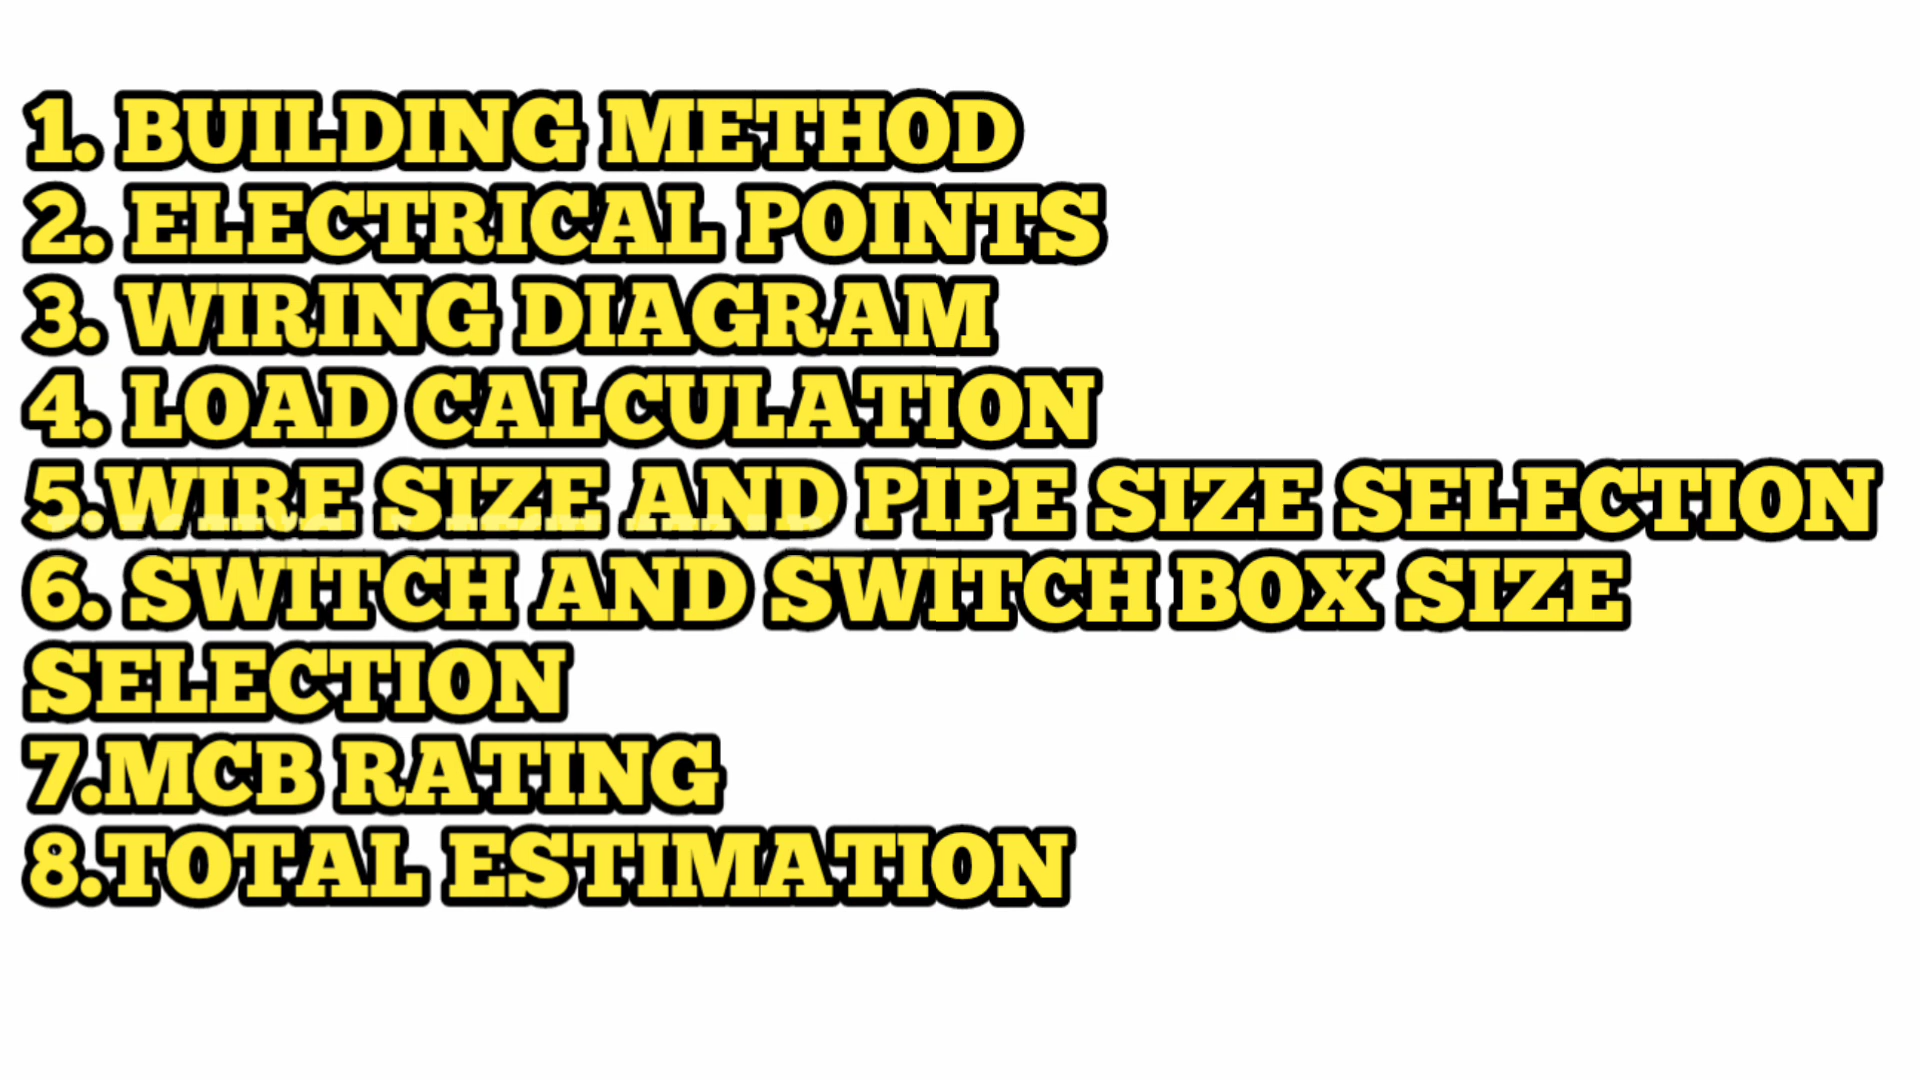 1. BUILDING METHOD
2. ELECTRICAL POINTS
3. WIRING DIAGRAM
4. LOAD CALCULATION
5.WIRE SIZE AND PIPE SIZE SELECTION
6. SWITCH AND SWITCH BOX SIZE
SELECTION
7.MCB RATING
8.TOTAL ESTIMATION